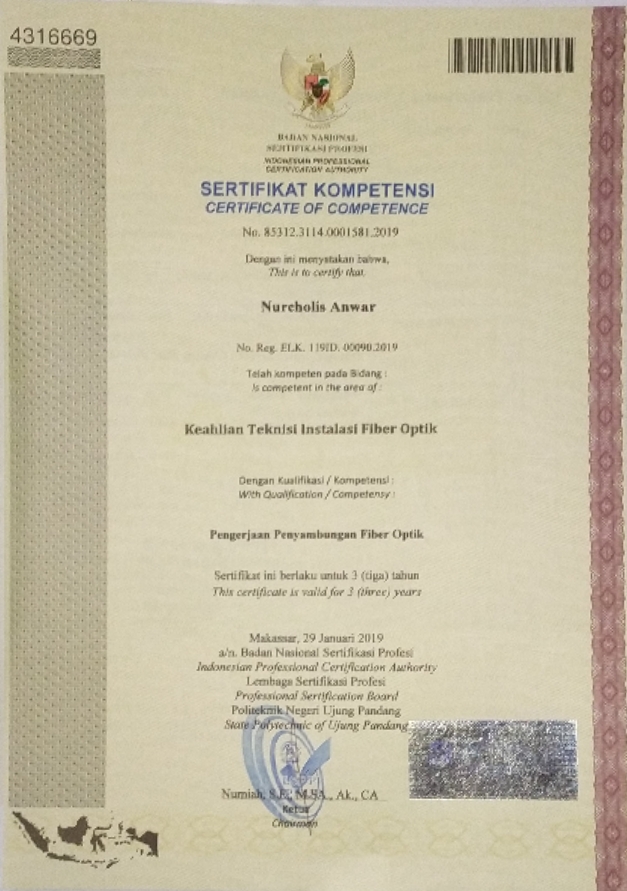 4316669
BADAN NASIONAL
SERTIFIKASI PROFESI
INDONESIAN PROFESSIONAL
CERTIFICATION AUTHORITY
SERTIFIKAT KOMPETENSI
CERTIFICATE OF COMPETENCE
No. 85312.3114.0001581.2019
Dengan ini menyatakan bahwa,
This is to certify that,
Nurcholis Anwar
No. Reg. ELK. 119ID. 00090.2019
Telah kompeten pada Bidang :
Is competent in the area of :
Keahlian Teknisi Instalasi Fiber Optik
Dengan Kualifikasi / Kompetensi :
With Qualification / Competency :
Pengerjaan Penyambungan Fiber Optik
Sertifikat ini berlaku untuk 3 (tiga) tahun
This certificate is valid for 3 (three) years
Makassar, 29 Januari 2019
a/n. Badan Nasional Sertifikasi Profesi
Indonesian Professional Certification Authority
Lembaga Sertifikasi Profesi
Professional Sertification Board
Politeknik Negeri Ujung Pandang
State Polytechnic of Ujung Pandang
Nurniah, S.E., M.SA., Ak., CA
Ketua
Chairman